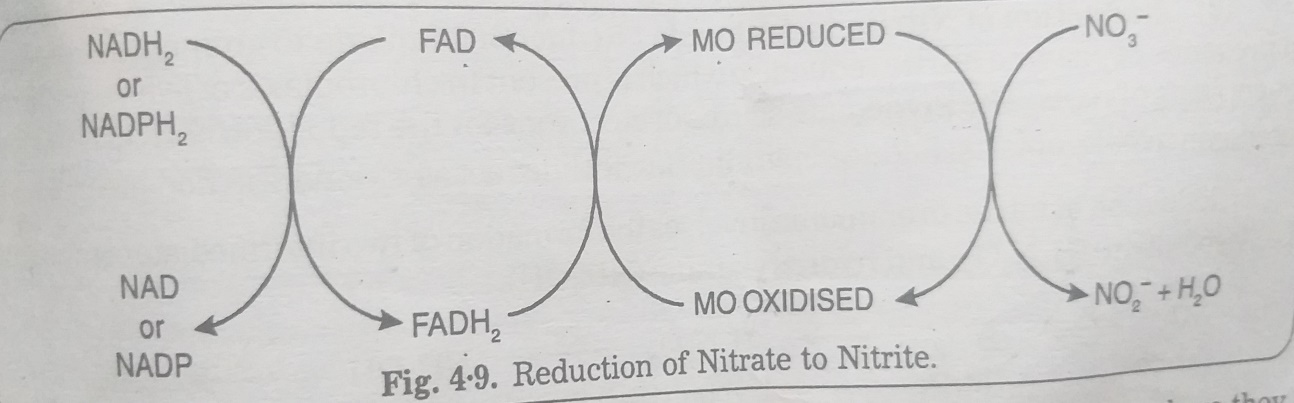 NADH₂
or
NADPH₂
FAD
MO REDUCED
NO₃⁻
NAD
or
NADP
FADH₂
MO OXIDISED
NO₂⁻ + H₂O
Fig. 4·9. Reduction of Nitrate to Nitrite.
they